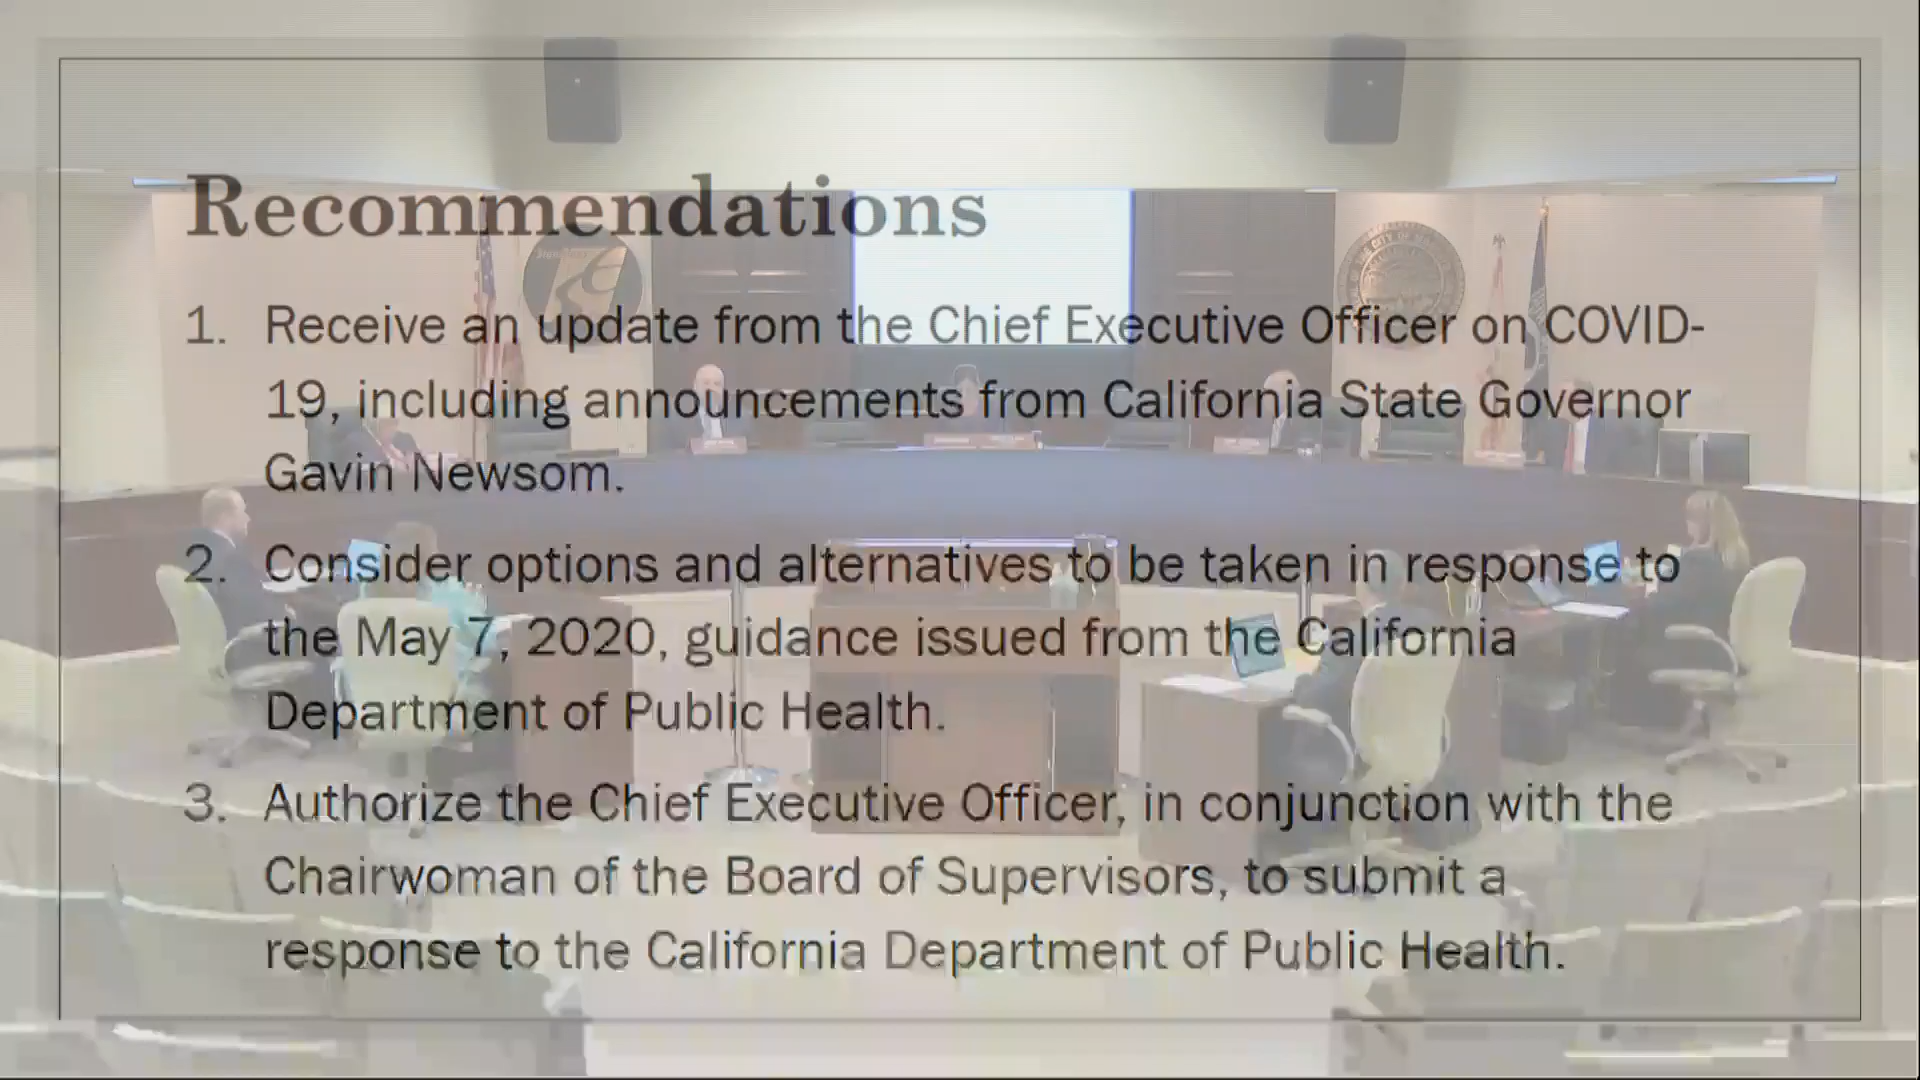 Recommendations
1. Receive an update from the Chief Executive Officer on COVID-
19, including announcements from California State Governor
Gavin Newsom.
2. Consider options and alternatives to be taken in response to
the May 7, 2020, guidance issued from the California
Department of Public Health.
3. Authorize the Chief Executive Officer, in conjunction with the
Chairwoman of the Board of Supervisors, to submit a
response to the California Department of Public Health.